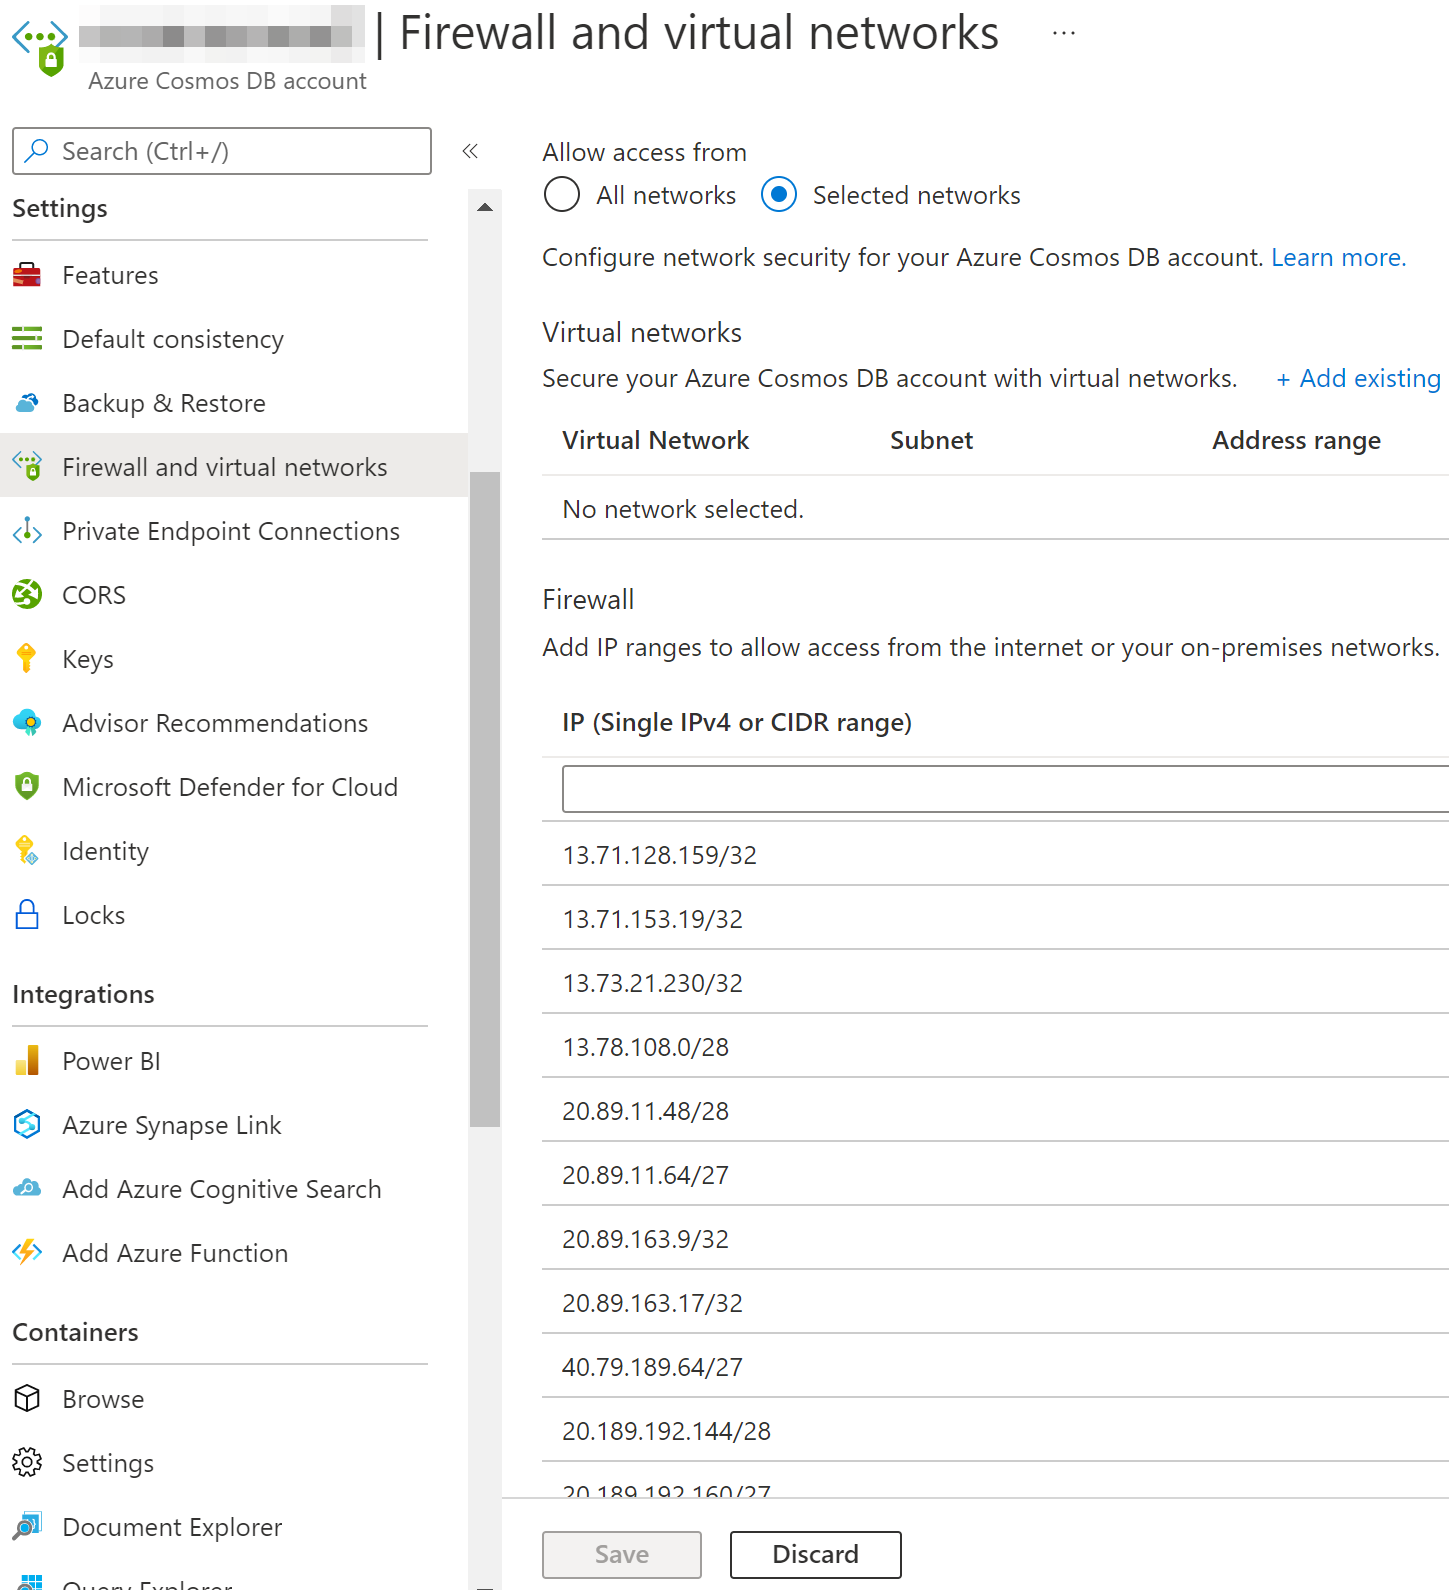 | Firewall and virtual networks ...
Azure Cosmos DB account
Search (Ctrl+/)
«
Settings
Features
Default consistency
Backup & Restore
Firewall and virtual networks
Private Endpoint Connections
CORS
Keys
Advisor Recommendations
Microsoft Defender for Cloud
Identity
Locks
Integrations
Power BI
Azure Synapse Link
Add Azure Cognitive Search
Add Azure Function
Containers
Browse
Settings
Document Explorer
Query Explorer
Allow access from
All networks Selected networks
Configure network security for your Azure Cosmos DB account. Learn more.
Virtual networks
Secure your Azure Cosmos DB account with virtual networks. + Add existing
Virtual Network Subnet Address range
No network selected.
Firewall
Add IP ranges to allow access from the internet or your on-premises networks.
IP (Single IPv4 or CIDR range)
13.71.128.159/32
13.71.153.19/32
13.73.21.230/32
13.78.108.0/28
20.89.11.48/28
20.89.11.64/27
20.89.163.9/32
20.89.163.17/32
40.79.189.64/27
20.189.192.144/28
20.189.192.160/27
Save Discard